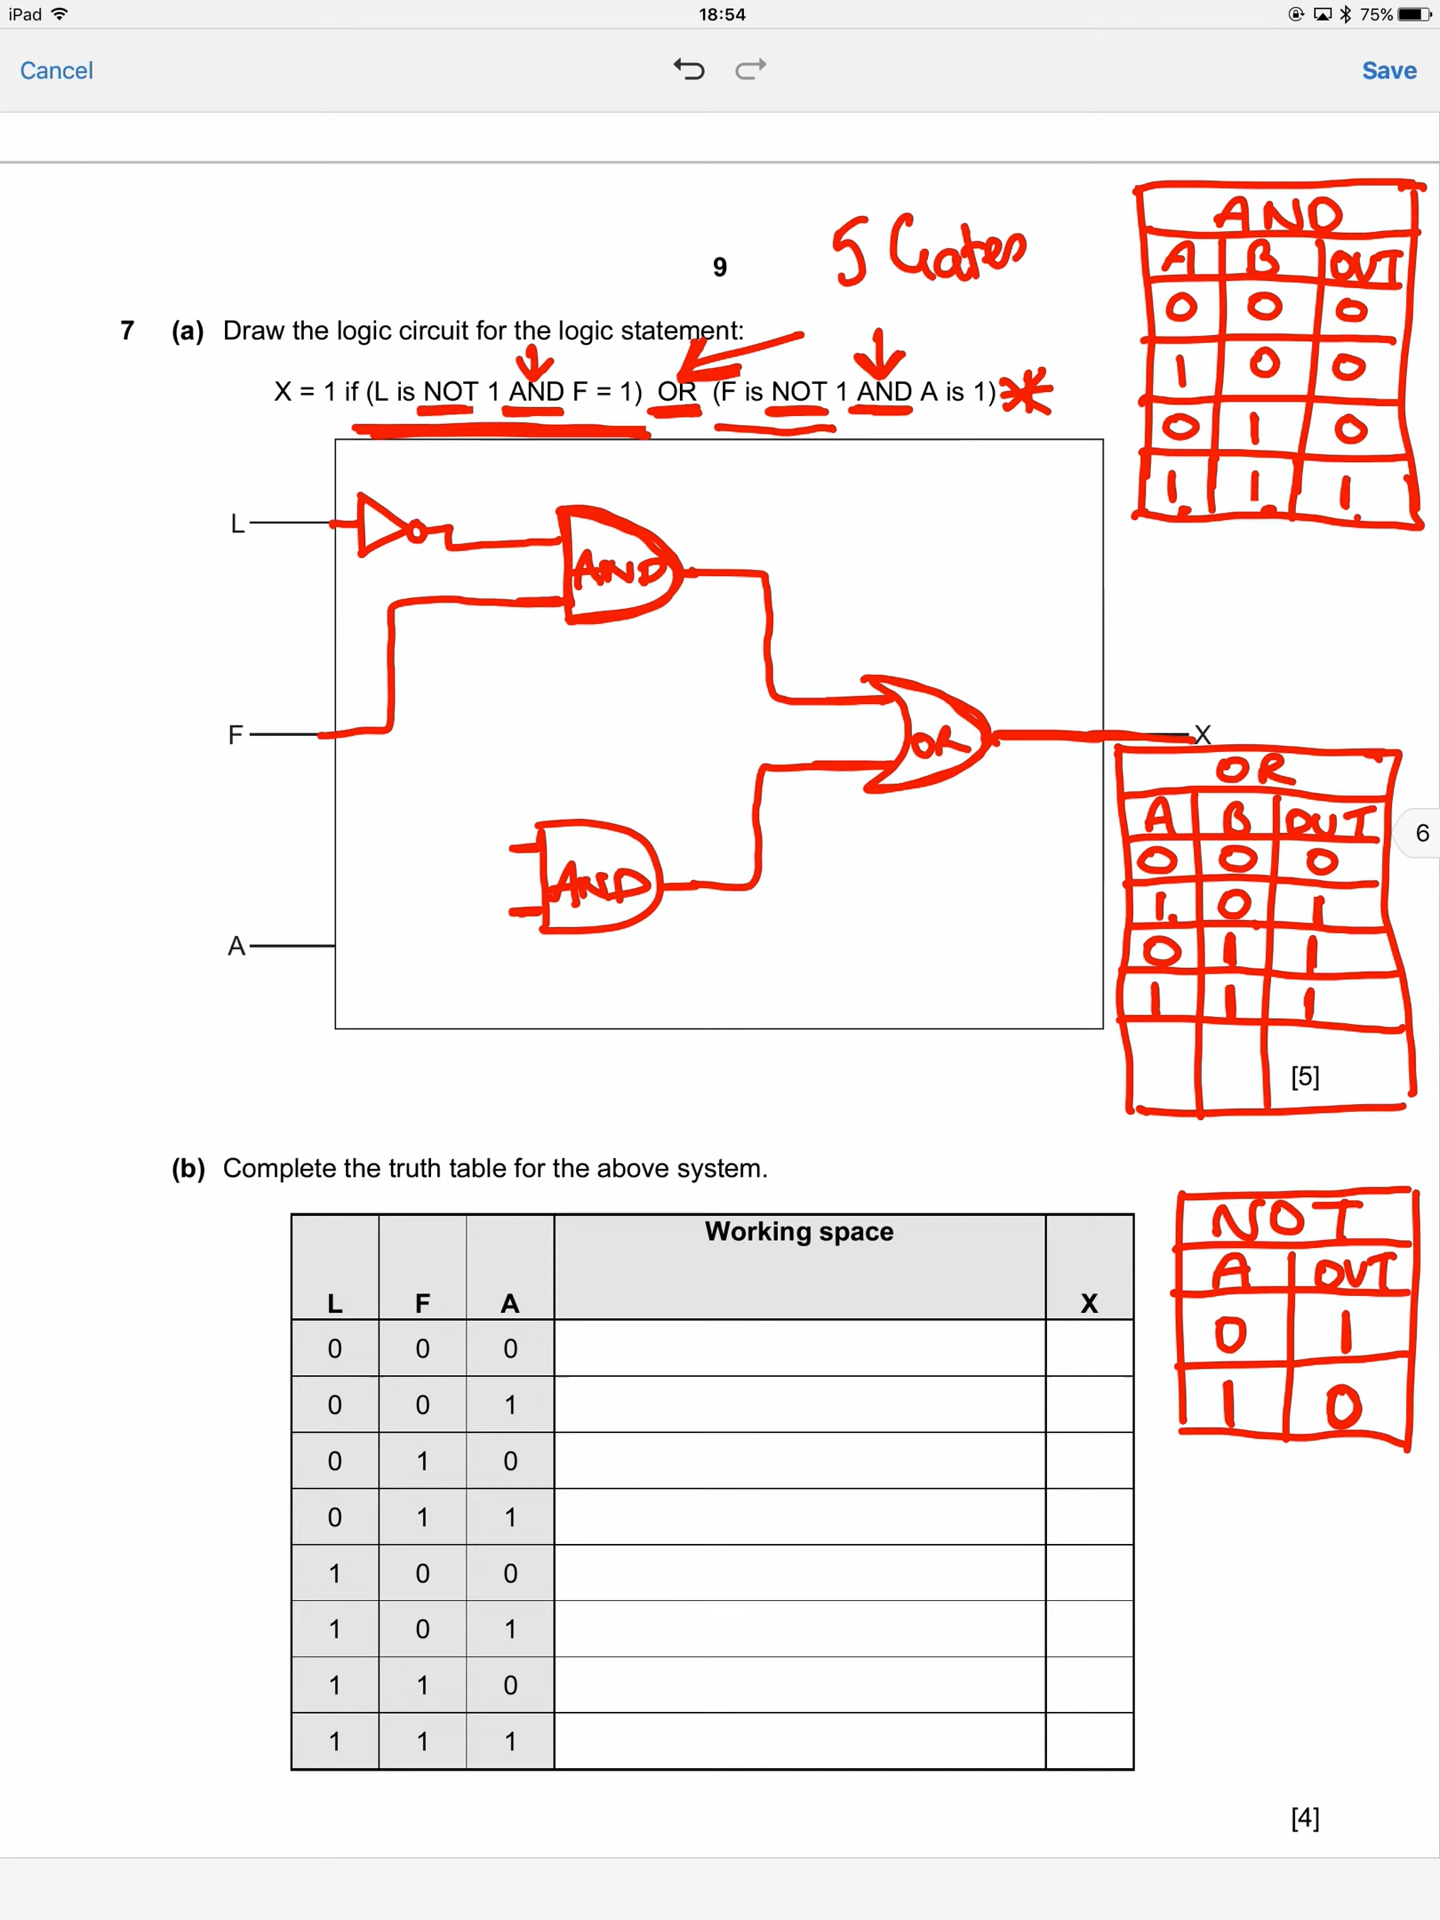 iPad 18:54 75%
Cancel Save
9 5 Gates
7 (a) Draw the logic circuit for the logic statement:
X = 1 if (L is NOT 1 AND F = 1) OR (F is NOT 1 AND A is 1)
AND
A B OUT
0 0 0
1 0 0
0 1 0
1 1 1
L
AND
F
OR
X
AND
A
OR
A B OUT
0 0 0
1 0 1
0 1 1
1 1 1
6
[5]
(b) Complete the truth table for the above system.
L F A Working space X
0 0 0
0 0 1
0 1 0
0 1 1
1 0 0
1 0 1
1 1 0
1 1 1
NOT
A OUT
0 1
1 0
[4]